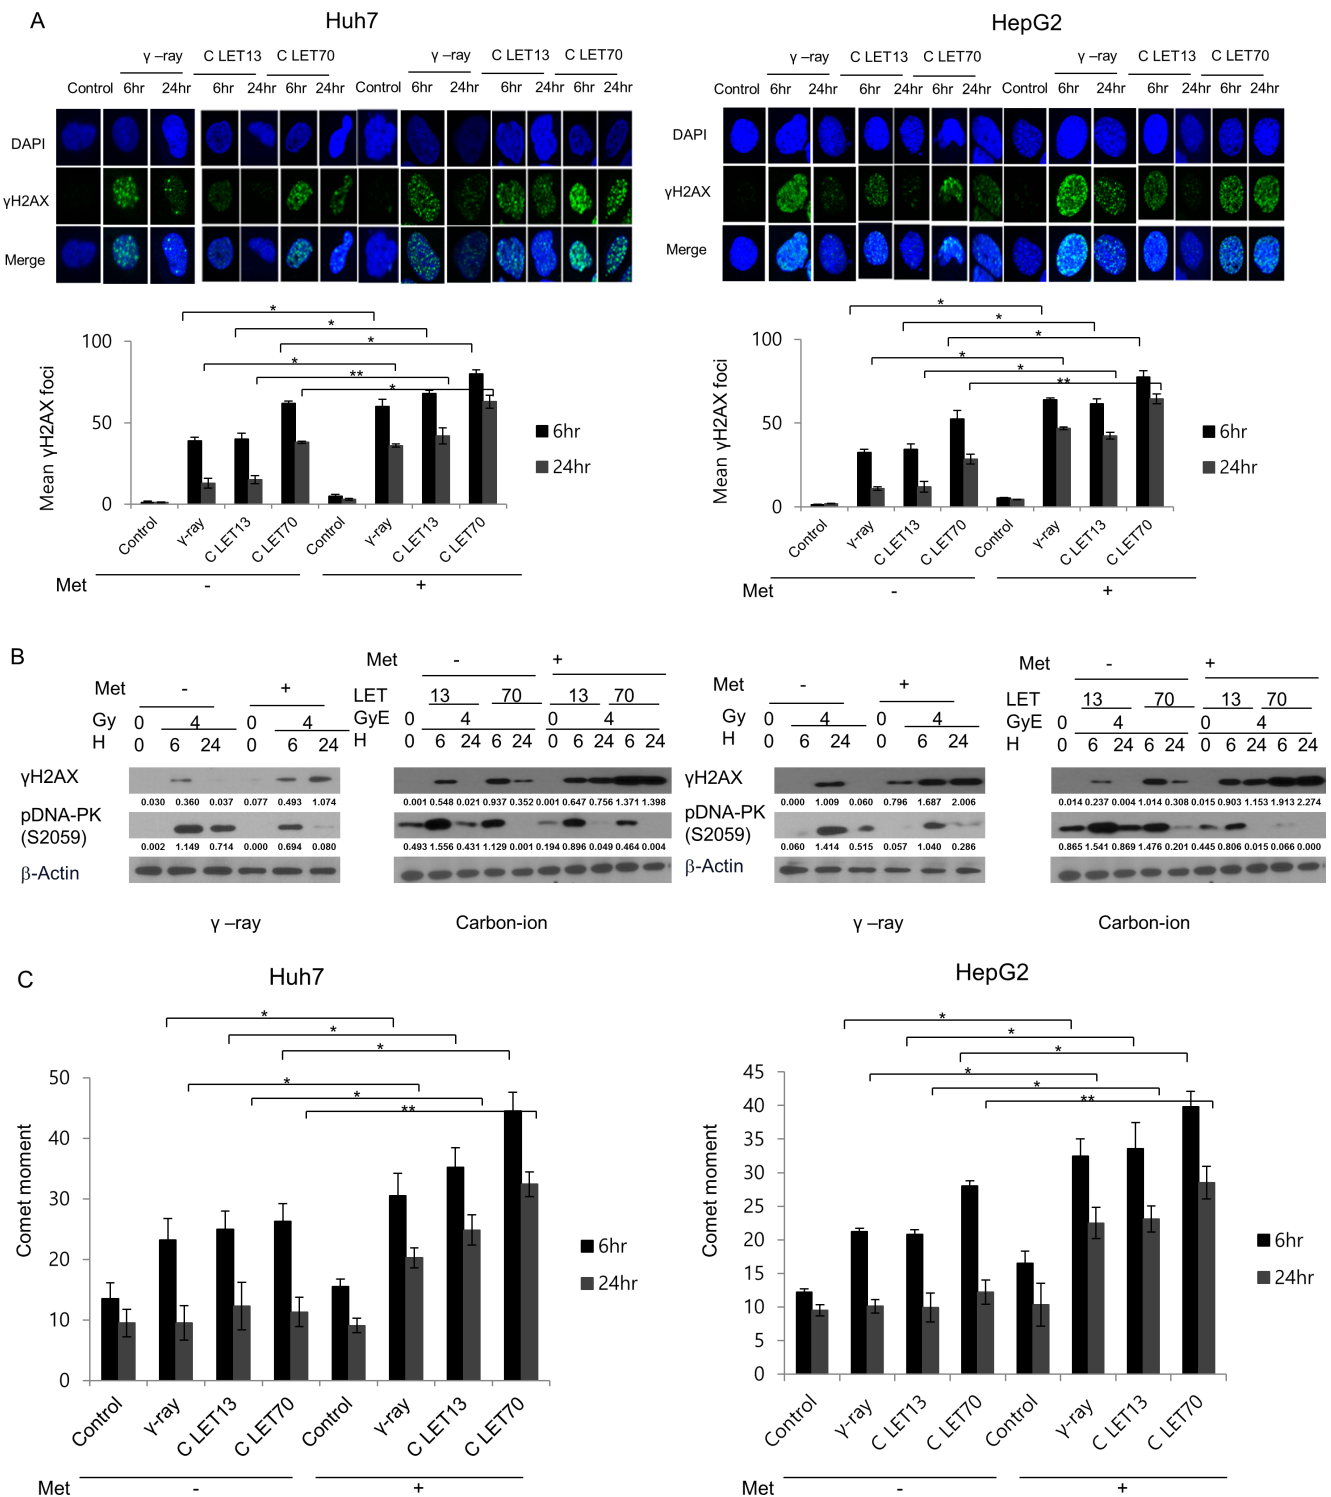 A
Huh7
HepG2
γ –ray C LET13 C LET70 γ –ray C LET13 C LET70
Control 6hr 24hr 6hr 24hr 6hr 24hr Control 6hr 24hr 6hr 24hr 6hr 24hr
DAPI
γH2AX
Merge
γ –ray C LET13 C LET70 γ –ray C LET13 C LET70
Control 6hr 24hr 6hr 24hr 6hr 24hr Control 6hr 24hr 6hr 24hr 6hr 24hr
DAPI
γH2AX
Merge
*
*
*
*
**
*
100
50
0
Mean γH2AX foci
6hr
24hr
Control γ-ray C LET13 C LET70 Control γ-ray C LET13 C LET70
Met - +
*
*
*
*
*
**
100
50
0
Mean γH2AX foci
6hr
24hr
Control γ-ray C LET13 C LET70 Control γ-ray C LET13 C LET70
Met - +
B
Met - +
Gy 0 4 0 4
H 0 6 24 0 6 24
γH2AX
0.030 0.360 0.037 0.077 0.493 1.074
pDNA-PK
(S2059)
0.002 1.149 0.714 0.000 0.694 0.080
β-Actin
γ –ray
Met - +
LET 13 70 13 70
GyE 0 4 0 4
H 0 6 24 6 24 0 6 24 6 24
0.001 0.548 0.021 0.937 0.352 0.001 0.647 0.756 1.371 1.398
0.493 1.556 0.431 1.129 0.001 0.194 0.896 0.049 0.464 0.004
Carbon-ion
Met - +
Gy 0 4 0 4
H 0 6 24 0 6 24
γH2AX
0.000 1.009 0.060 0.796 1.687 2.006
pDNA-PK
(S2059)
0.060 1.414 0.515 0.057 1.040 0.286
β-Actin
γ –ray
Met - +
LET 13 70 13 70
GyE 0 4 0 4
H 0 6 24 6 24 0 6 24 6 24
0.014 0.237 0.004 1.014 0.308 0.015 0.903 1.153 1.913 2.274
0.865 1.541 0.869 1.476 0.201 0.445 0.806 0.015 0.066 0.000
Carbon-ion
C
Huh7
*
*
*
*
*
**
50
40
30
20
10
0
Comet moment
6hr
24hr
Control γ-ray C LET13 C LET70 Control γ-ray C LET13 C LET70
Met - +
HepG2
*
*
*
*
*
**
45
40
35
30
25
20
15
10
5
0
Comet moment
6hr
24hr
Control γ-ray C LET13 C LET70 Control γ-ray C LET13 C LET70
Met - +